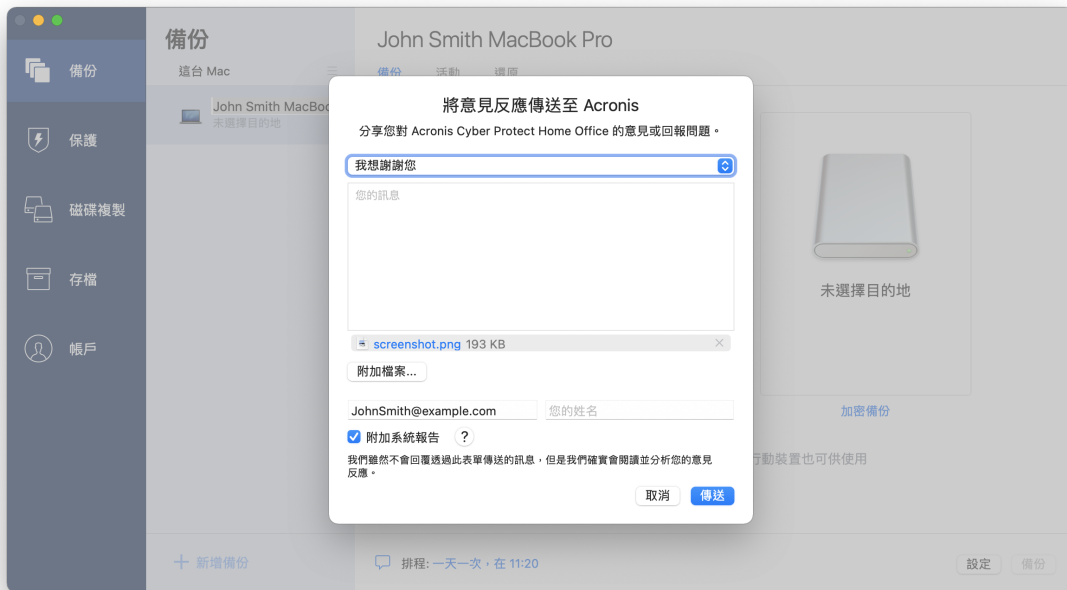 備份
保護
磁碟複製
存檔
帳戶
備份
這台 Mac
John Smith MacBoo
未選擇目的地
新增備份
John Smith MacBook Pro
備份 活動 還原
未選擇目的地
加密備份
行動裝置也可供使用
排程: 一天一次，在 11:20
設定
備份
將意見反應傳送至 Acronis
分享您對 Acronis Cyber Protect Home Office 的意見或回報問題。
我想謝謝您
您的訊息
screenshot.png 193 KB
附加檔案...
JohnSmith@example.com 您的姓名
附加系統報告 ?
我們雖然不會回覆透過此表單傳送的訊息，但是我們確實會閱讀並分析您的意見
反應。
取消 傳送